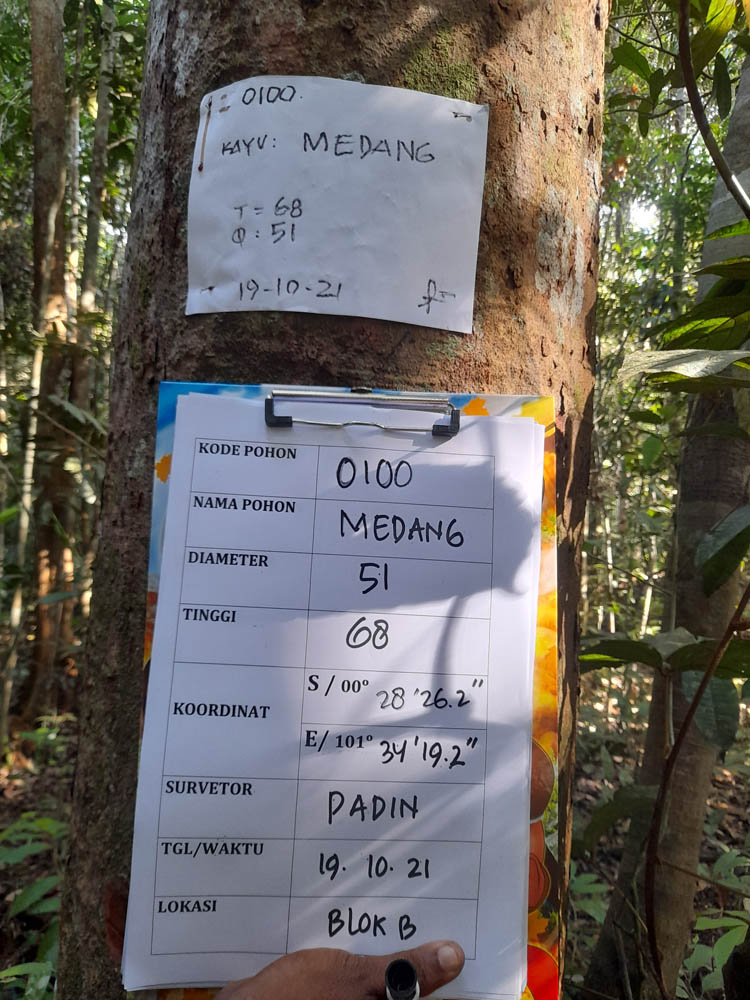 0100.
KAYU: MEDANG
T = 68
Φ: 51
19-10-21
KODE POHON 0100
NAMA POHON MEDANG
DIAMETER 51
TINGGI 68
KOORDINAT S / 00° 28'26.2"
E/ 101° 34'19.2"
SURVETOR PADIN
TGL/WAKTU 19. 10. 21
LOKASI BLOK B